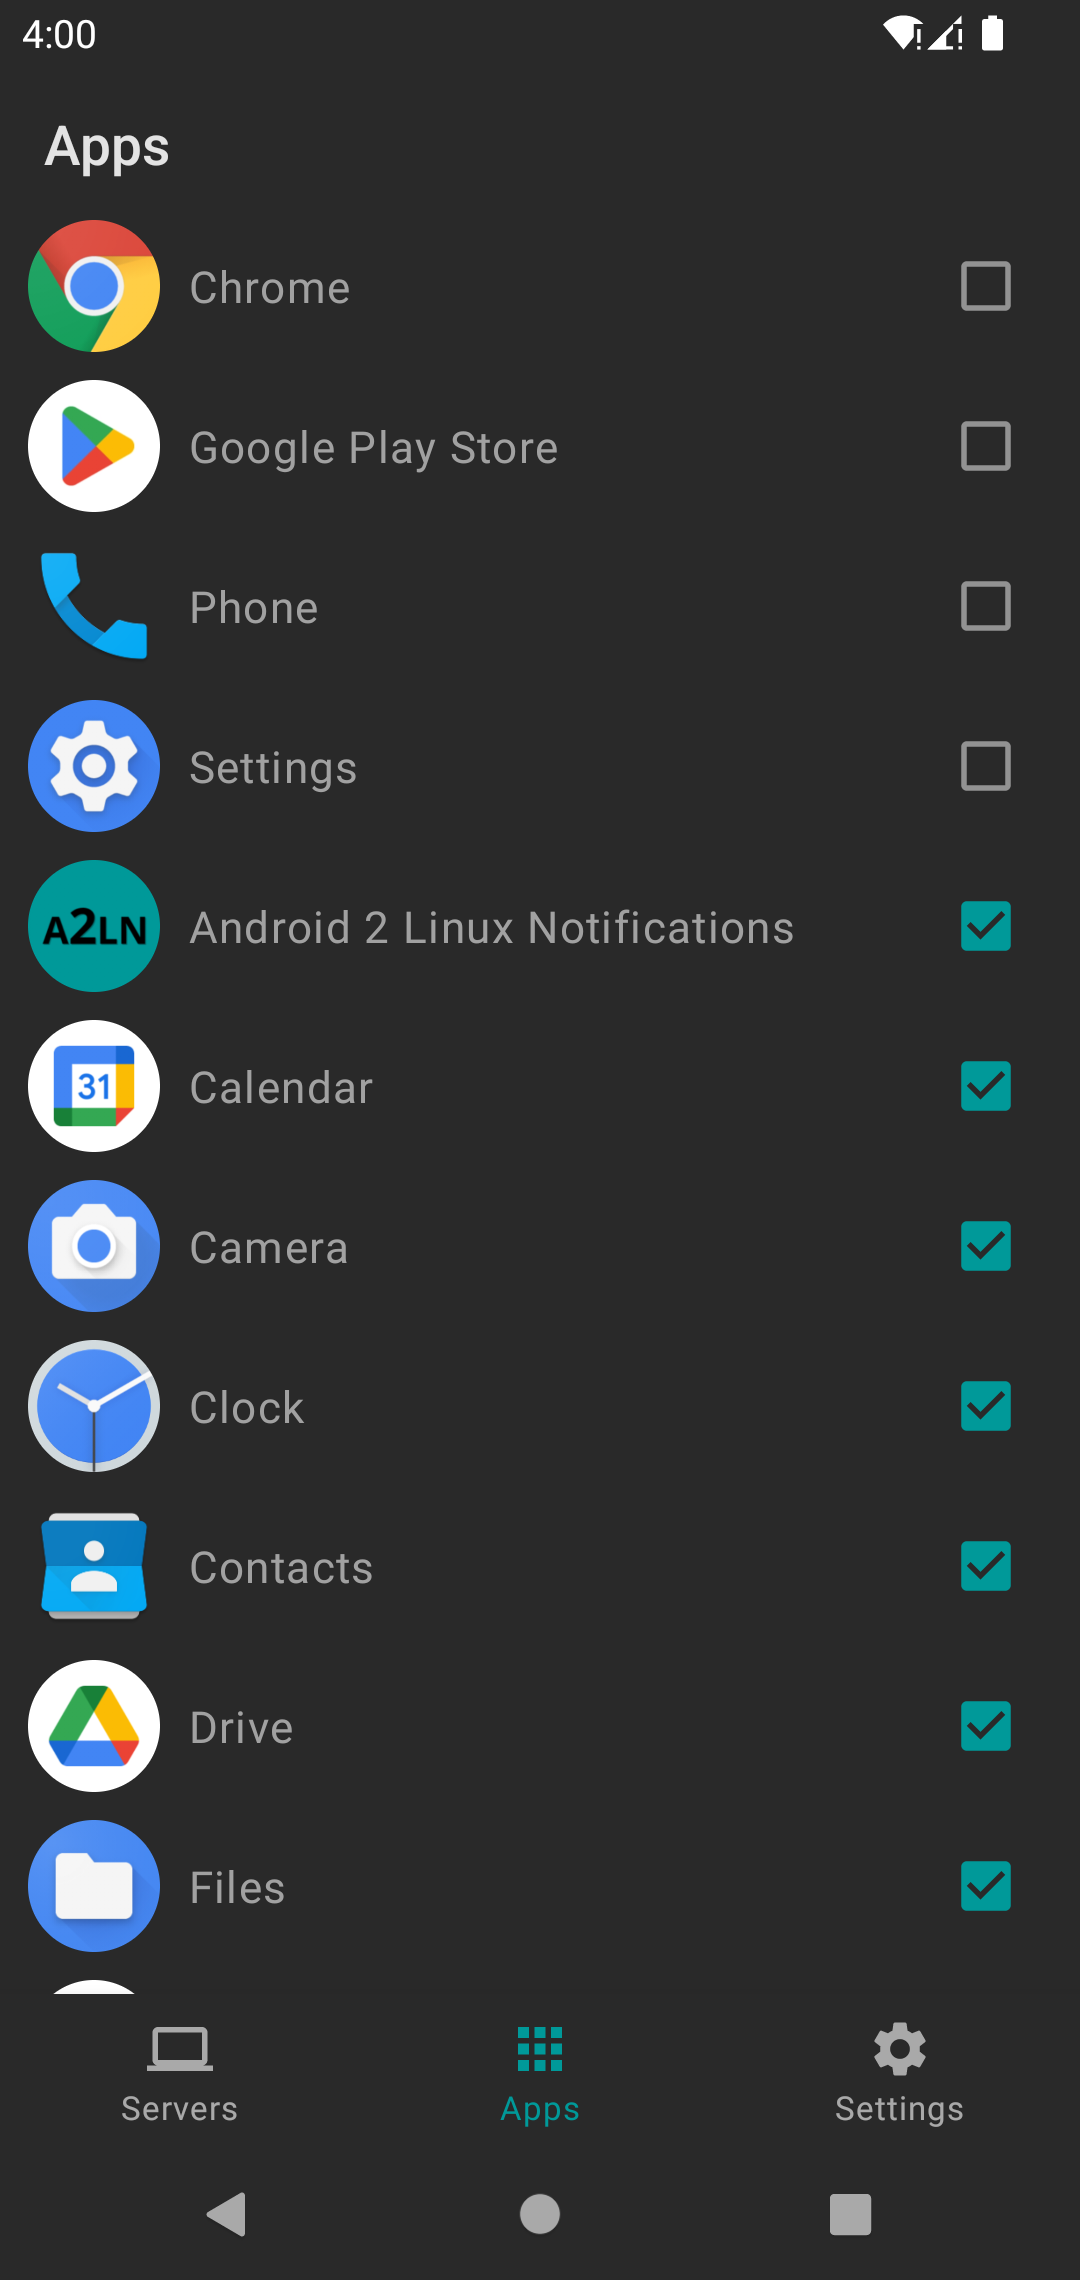 4:00
Apps
Chrome
Google Play Store
Phone
Settings
A2LN
Android 2 Linux Notifications
31
Calendar
Camera
Clock
Contacts
Drive
Files
Servers
Apps
Settings